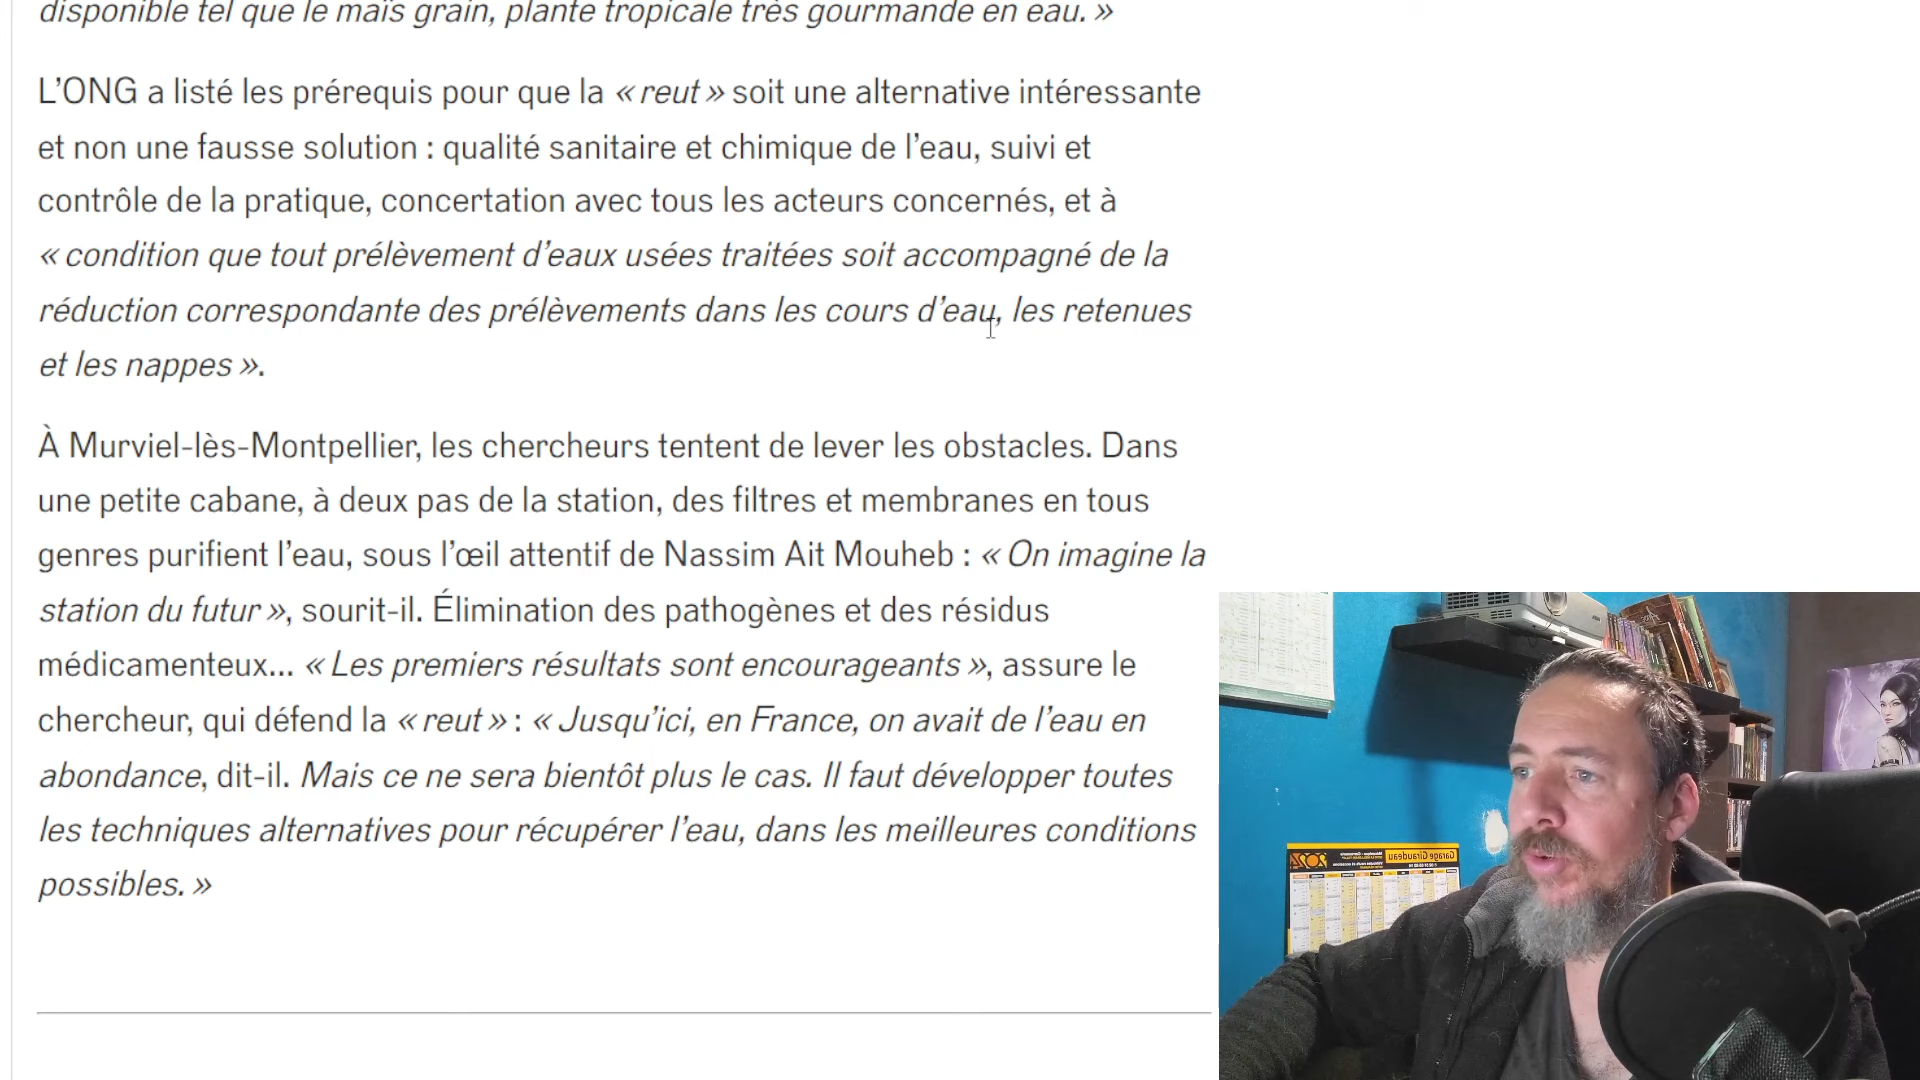 disponible tel que le maïs grain, plante tropicale très gourmande en eau. »
L’ONG a listé les prérequis pour que la « reut » soit une alternative intéressante
et non une fausse solution : qualité sanitaire et chimique de l’eau, suivi et
contrôle de la pratique, concertation avec tous les acteurs concernés, et à
« condition que tout prélèvement d’eaux usées traitées soit accompagné de la
réduction correspondante des prélèvements dans les cours d’eau, les retenues
et les nappes ».
À Murviel-lès-Montpellier, les chercheurs tentent de lever les obstacles. Dans
une petite cabane, à deux pas de la station, des filtres et membranes en tous
genres purifient l’eau, sous l’œil attentif de Nassim Ait Mouheb : « On imagine la
station du futur », sourit-il. Élimination des pathogènes et des résidus
médicamenteux… « Les premiers résultats sont encourageants », assure le
chercheur, qui défend la « reut » : « Jusqu’ici, en France, on avait de l’eau en
abondance, dit-il. Mais ce ne sera bientôt plus le cas. Il faut développer toutes
les techniques alternatives pour récupérer l’eau, dans les meilleures conditions
possibles. »
Garage Giraudeau